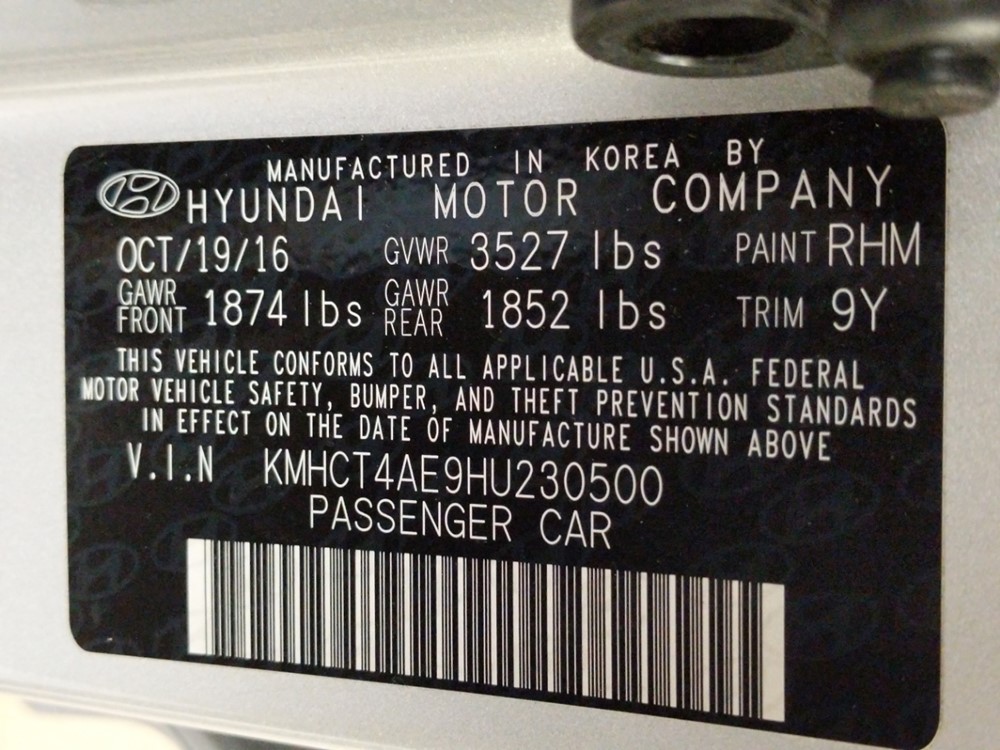 MANUFACTURED IN KOREA BY
HYUNDAI MOTOR COMPANY
OCT/19/16 GVWR 3527 lbs PAINT RHM
GAWR FRONT 1874 lbs GAWR REAR 1852 lbs TRIM 9Y
THIS VEHICLE CONFORMS TO ALL APPLICABLE U.S.A. FEDERAL
MOTOR VEHICLE SAFETY, BUMPER, AND THEFT PREVENTION STANDARDS
IN EFFECT ON THE DATE OF MANUFACTURE SHOWN ABOVE
V.I.N KMHCT4AE9HU230500
PASSENGER CAR